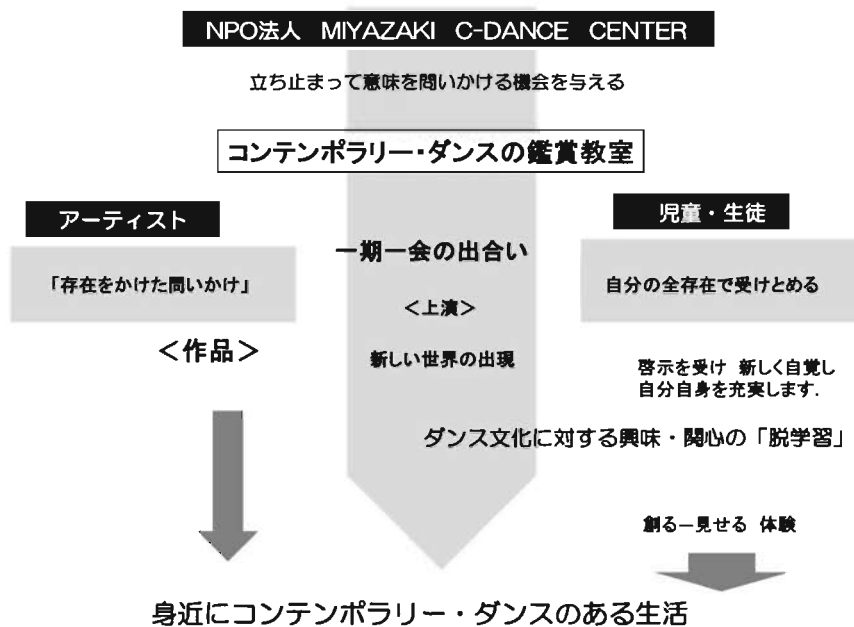 NPO法人 MIYAZAKI C-DANCE CENTER
立ち止まって意味を問いかける機会を与える
コンテンポラリー・ダンスの鑑賞教室
アーティスト
児童・生徒
「存在をかけた問いかけ」
一期一会の出合い
自分の全存在で受けとめる
＜上演＞
＜作品＞
新しい世界の出現
啓示を受け 新しく自覚し
自分自身を充実します.
ダンス文化に対する興味・関心の「脱学習」
創るー見せる 体験
身近にコンテンポラリー・ダンスのある生活